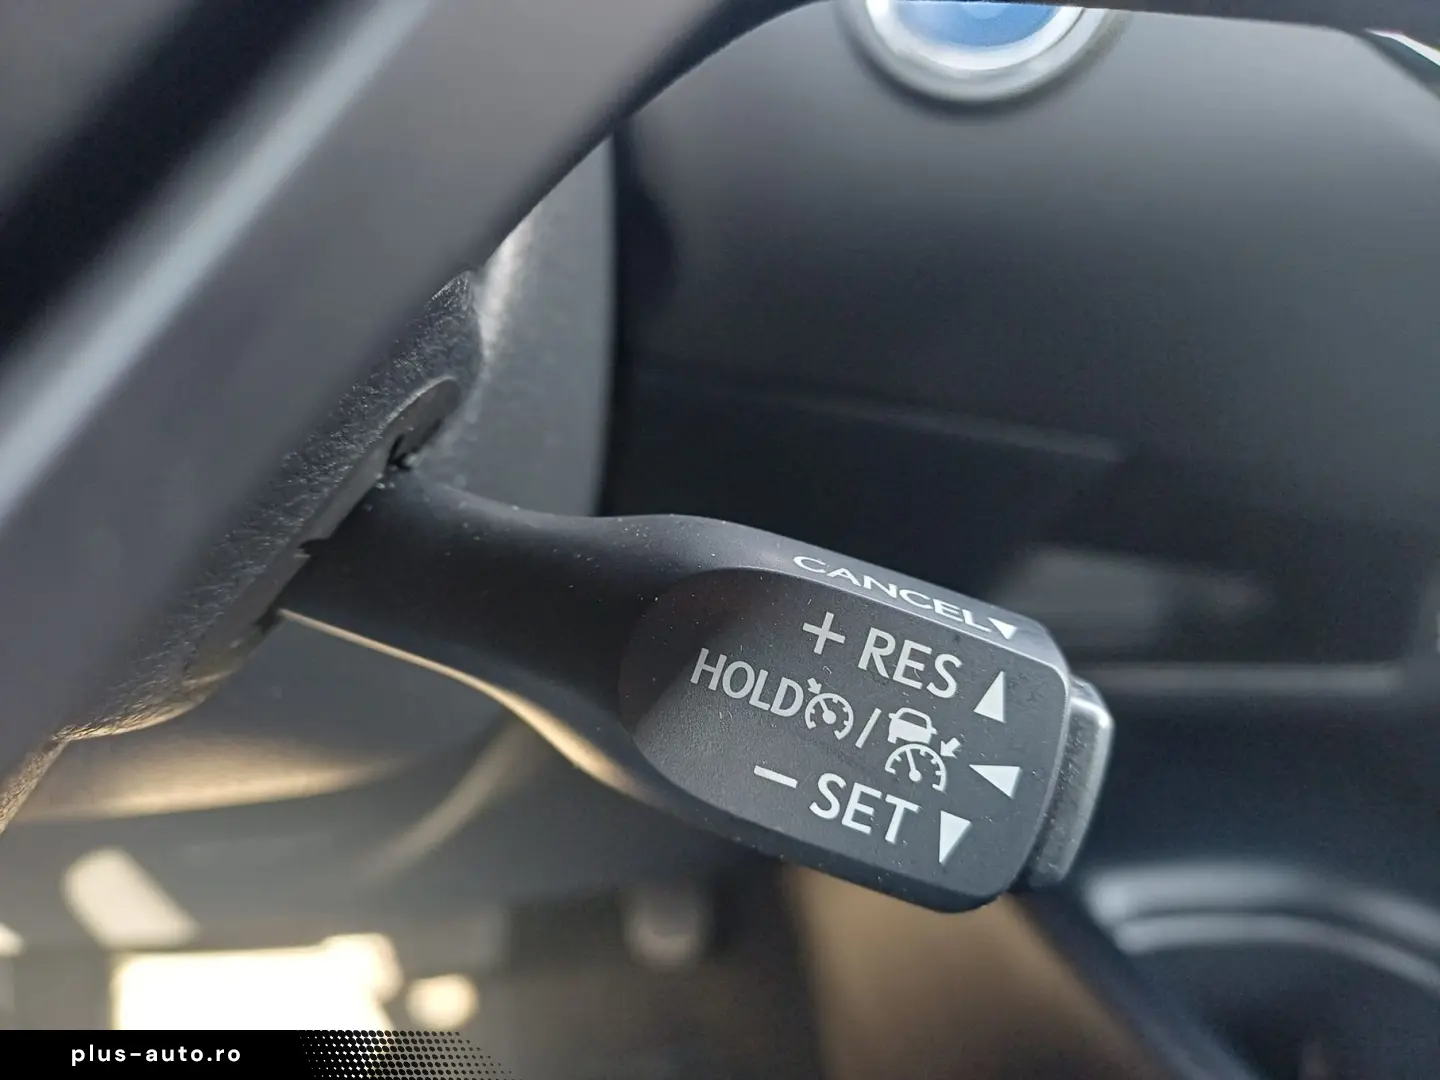 CANCEL▼
+ RES ▲
HOLD / ◀
− SET ▼
plus-auto.ro